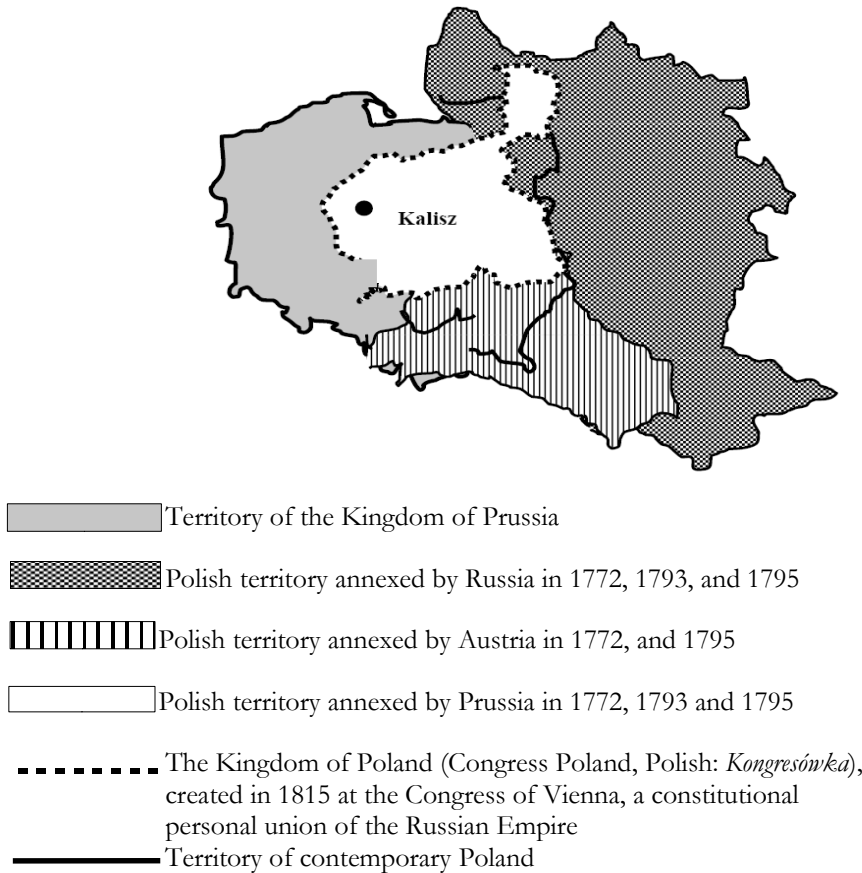 Kalisz
Territory of the Kingdom of Prussia
Polish territory annexed by Russia in 1772, 1793, and 1795
Polish territory annexed by Austria in 1772, and 1795
Polish territory annexed by Prussia in 1772, 1793 and 1795
The Kingdom of Poland (Congress Poland, Polish: Kongresówka),
created in 1815 at the Congress of Vienna, a constitutional
personal union of the Russian Empire
Territory of contemporary Poland